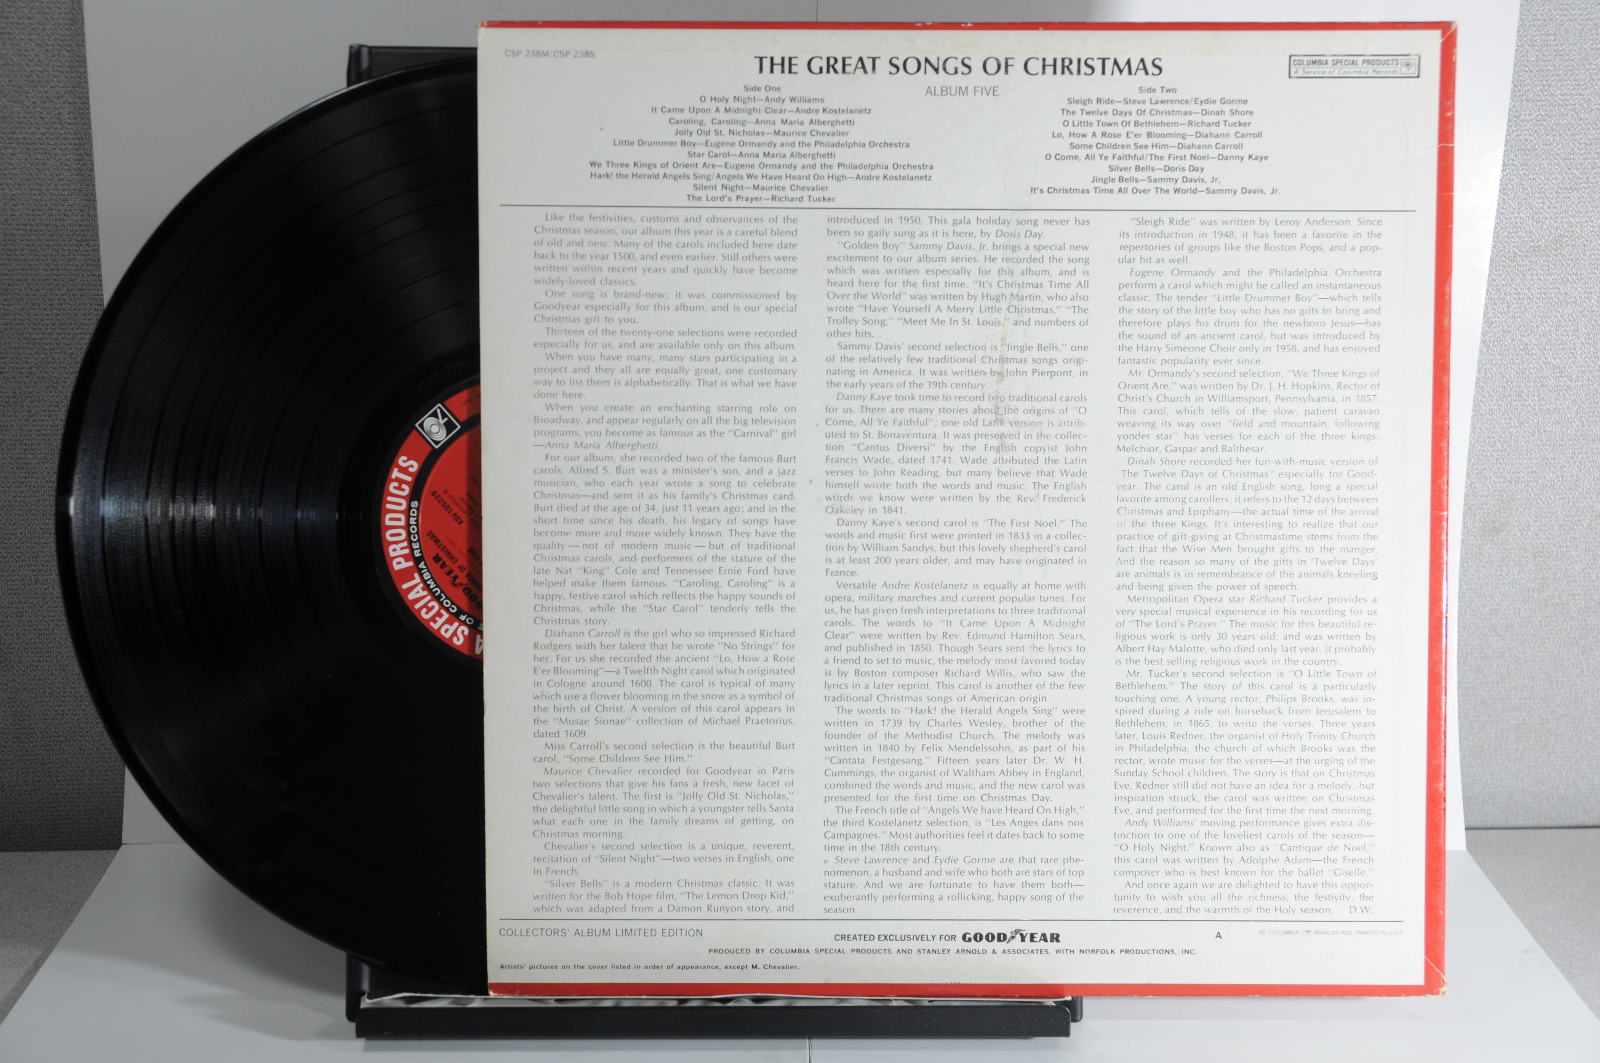 CSP 238M/CSP 238S
THE GREAT SONGS OF CHRISTMAS
ALBUM FIVE
COLUMBIA SPECIAL PRODUCTS
A Service of Columbia Records
Side One
O Holy Night—Andy Williams
It Came Upon A Midnight Clear—Andre Kostelanetz
Caroling, Caroling—Anna Maria Alberghetti
Jolly Old St. Nicholas—Maurice Chevalier
Little Drummer Boy—Eugene Ormandy and the Philadelphia Orchestra
Star Carol—Anna Maria Alberghetti
We Three Kings of Orient Are—Eugene Ormandy and the Philadelphia Orchestra
Hark! the Herald Angels Sing/Angels We Have Heard On High—Andre Kostelanetz
Silent Night—Maurice Chevalier
The Lord's Prayer—Richard Tucker
Side Two
Sleigh Ride—Steve Lawrence/Eydie Gorme
The Twelve Days Of Christmas—Dinah Shore
O Little Town Of Bethlehem—Richard Tucker
Lo, How A Rose E'er Blooming—Diahann Carroll
Some Children See Him—Diahann Carroll
O Come, All Ye Faithful/The First Noel—Danny Kaye
Silver Bells—Doris Day
Jingle Bells—Sammy Davis, Jr.
It's Christmas Time All Over The World—Sammy Davis, Jr.
Like the festivities, customs and observances of the
Christmas season, our album this year is a careful blend
of old and new. Many of the carols included here date
back to the year 1500, and even earlier. Still others were
written within recent years and quickly have become
widely-loved classics.
One song is brand-new; it was commissioned by
Goodyear especially for this album, and is our special
Christmas gift to you.
Thirteen of the twenty-one selections were recorded
especially for us, and are available only on this album.
When you have many, many stars participating in a
project and they all are equally great, one customary
way to list them is alphabetically. That is what we have
done here.
When you create an enchanting starring role on
Broadway, and appear regularly on all the big television
programs, you become as famous as the "Carnival" girl
—Anna Maria Alberghetti.
For our album, she recorded two of the famous Burt
carols. Alfred S. Burt was a minister's son, and a jazz
musician, who each year wrote a song to celebrate
Christmas—and sent it as his family's Christmas card.
Burt died at the age of 34, just 11 years ago; and in the
short time since his death, his legacy of songs have
become more and more widely known. They have the
quality—not of modern music—but of traditional
Christmas carols, and performers of the stature of the
late Nat "King" Cole and Tennessee Ernie Ford have
helped make them famous. "Caroling, Caroling" is a
happy, festive carol which reflects the happy sounds of
Christmas, while the "Star Carol" tenderly tells the
Christmas story.
Diahann Carroll is the girl who so impressed Richard
Rodgers with her talent that he wrote "No Strings" for
her. For us she recorded the ancient "Lo, How a Rose
E'er Blooming"—a Twelfth Night carol which originated
in Cologne around 1600. The carol is typical of many
which use a flower blooming in the snow as a symbol of
the birth of Christ. A version of this carol appears in
the "Musae Sionae" collection of Michael Praetorius,
dated 1609.
Miss Carroll's second selection is the beautiful Burt
carol, "Some Children See Him."
Maurice Chevalier recorded for Goodyear in Paris
two selections that give his fans a fresh, new facet of
Chevalier's talent. The first is "Jolly Old St. Nicholas,"
the delightful little song in which a youngster tells Santa
what each one in the family dreams of getting, on
Christmas morning.
Chevalier's second selection is a unique, reverent,
recitation of "Silent Night"—two verses in English, one
in French.
"Silver Bells" is a modern Christmas classic. It was
written for the Bob Hope film, "The Lemon Drop Kid,"
which was adapted from a Damon Runyon story, and
introduced in 1950. This gala holiday song never has
been so gaily sung as it is here, by Doris Day.
"Golden Boy" Sammy Davis, Jr. brings a special new
excitement to our album series. He recorded the song
which was written especially for this album, and is
heard here for the first time. "It's Christmas Time All
Over the World" was written by Hugh Martin, who also
wrote "Have Yourself A Merry Little Christmas," "The
Trolley Song," "Meet Me In St. Louis," and numbers of
other hits.
Sammy Davis' second selection is "Jingle Bells," one
of the relatively few traditional Christmas songs origi-
nating in America. It was written by John Pierpont, in
the early years of the 19th century.
Danny Kaye took time to record two traditional carols
for us. There are many stories about the origins of "O
Come, All Ye Faithful"; one old Latin version is attrib-
uted to St. Bonaventura. It was preserved in the collec-
tion "Cantus Diversi" by the English copyist John
Francis Wade, dated 1741. Wade attributed the Latin
verses to John Reading, but many believe that Wade
himself wrote both the words and music. The English
words we know were written by the Rev. Frederick
Oakeley in 1841.
Danny Kaye's second carol is "The First Noel." The
words and music first were printed in 1833 in a collec-
tion by William Sandys, but this lovely shepherd's carol
is at least 200 years older, and may have originated in
France.
Versatile Andre Kostelanetz is equally at home with
opera, military marches and current popular tunes. For
us, he has given fresh interpretations to three traditional
carols. The words to "It Came Upon A Midnight
Clear" were written by Rev. Edmund Hamilton Sears,
and published in 1850. Though Sears sent the lyrics to
a friend to set to music, the melody most favored today
is by Boston composer Richard Willis, who saw the
lyrics in a later reprint. This carol is another of the few
traditional Christmas songs of American origin.
The words to "Hark! the Herald Angels Sing" were
written in 1739 by Charles Wesley, brother of the
founder of the Methodist Church. The melody was
written in 1840 by Felix Mendelssohn, as part of his
"Cantata Festgesang." Fifteen years later Dr. W. H.
Cummings, the organist of Waltham Abbey in England,
combined the words and music, and the new carol was
presented for the first time on Christmas Day.
The French title of "Angels We have Heard On High,"
the third Kostelanetz selection, is "Les Anges dans nos
Campagnes." Most authorities feel it dates back to some
time in the 18th century.
Steve Lawrence and Eydie Gorme are that rare phe-
nomenon, a husband and wife who both are stars of top
stature. And we are fortunate to have them both—
exuberantly performing a rollicking, happy song of the
season.
"Sleigh Ride" was written by Leroy Anderson. Since
its introduction in 1948, it has been a favorite in the
repertories of groups like the Boston Pops, and a pop-
ular hit as well.
Eugene Ormandy and the Philadelphia Orchestra
perform a carol which might be called an instantaneous
classic. The tender "Little Drummer Boy"—which tells
the story of the little boy who has no gifts to bring and
therefore plays his drum for the newborn Jesus—has
the sound of an ancient carol, but was introduced by
the Harry Simeone Choir only in 1958, and has enjoyed
fantastic popularity ever since.
Mr. Ormandy's second selection, "We Three Kings of
Orient Are," was written by Dr. J. H. Hopkins, Rector of
Christ's Church in Williamsport, Pennsylvania, in 1857.
This carol, which tells of the slow, patient caravan
weaving its way over "field and mountain, following
yonder star" has verses for each of the three kings:
Melchior, Gaspar and Balthesar.
Dinah Shore recorded her fun-with-music version of
"The Twelve Days of Christmas" especially for Good-
year. The carol is an old English song, long a special
favorite among carollers; it refers to the 12 days between
Christmas and Epiphany—the actual time of the arrival
of the three Kings. It's interesting to realize that our
practice of gift-giving at Christmastime stems from the
fact that the Wise Men brought gifts to the manger.
And the reason so many of the gifts in 'Twelve Days'
are animals is in remembrance of the animals kneeling
and being given the power of speech.
Metropolitan Opera star Richard Tucker provides a
very special musical experience in his recording for us
of "The Lord's Prayer." The music for this beautiful re-
ligious work is only 30 years old, and was written by
Albert Hay Malotte, who died only last year. It probably
is the best selling religious work in the country.
Mr. Tucker's second selection is "O Little Town of
Bethlehem." The story of this carol is a particularly
touching one. A young rector, Philips Brooks, was in-
spired during a ride on horseback from Jerusalem to
Bethlehem, in 1865, to write the verses. Three years
later, Louis Redner, the organist of Holy Trinity Church
in Philadelphia, the church of which Brooks was the
rector, wrote music for the verses—at the urging of the
Sunday School children. The story is that on Christmas
Eve, Redner still did not have an idea for a melody, but
inspiration struck, the carol was written on Christmas
Eve, and performed for the first time the next morning.
Andy Williams' moving performance gives extra dis-
tinction to one of the loveliest carols of the season—
"O Holy Night." Known also as "Cantique de Noel,"
this carol was written by Adolphe Adam—the French
composer who is best known for the ballet "Giselle."
And once again we are delighted to have this oppor-
tunity to wish you all the richness, the festivity, the
reverence, and the warmth of the Holy season. D.W.
COLLECTORS' ALBUM LIMITED EDITION
CREATED EXCLUSIVELY FOR GOODYEAR
A
PRODUCED BY COLUMBIA SPECIAL PRODUCTS AND STANLEY ARNOLD & ASSOCIATES, WITH NORFOLK PRODUCTIONS, INC.
Artists' pictures on the cover listed in order of appearance, except M. Chevalier.
A SPECIAL PRODUCTS
OF COLUMBIA RECORDS
GOODYEAR
OF CHRISTMAS